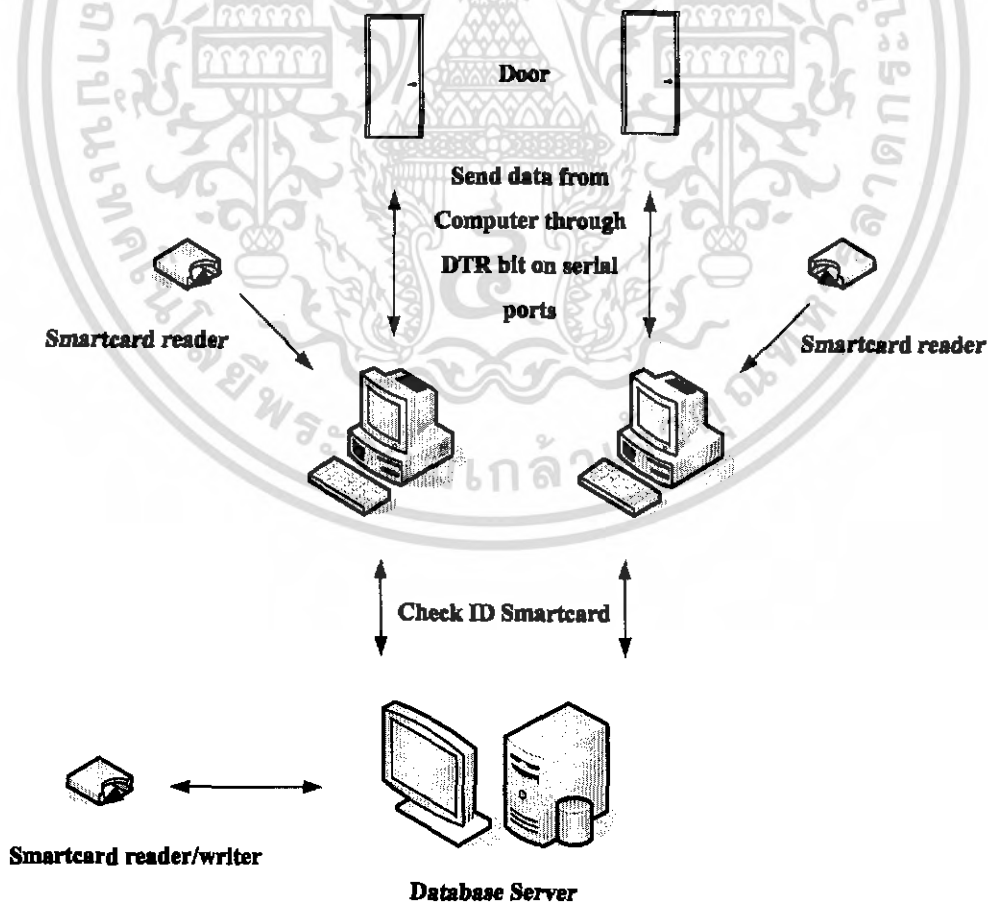 Door
Send data from
Computer through
DTR bit on serial
ports
Smartcard reader
Smartcard reader
Check ID Smartcard
Smartcard reader/writer
Database Server